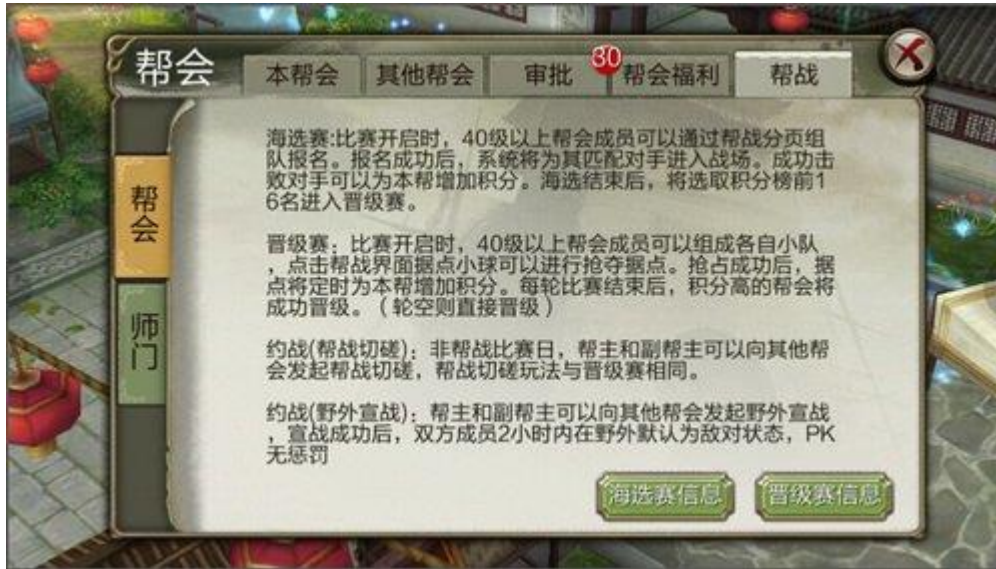 帮会
本帮会
其他帮会
审批
30
帮会福利
帮战
帮会
师门
海选赛:比赛开启时，40级以上帮会成员可以通过帮战分页组
队报名。报名成功后，系统将为其匹配对手进入战场。成功击
败对手可以为本帮增加积分。海选结束后，将选取积分榜前1
6名进入晋级赛。
晋级赛：比赛开启时，40级以上帮会成员可以组成各自小队
，点击帮战界面据点小球可以进行抢夺据点。抢占成功后，据
点将定时为本帮增加积分。每轮比赛结束后，积分高的帮会将
成功晋级。（轮空则直接晋级）
约战(帮战切磋)：非帮战比赛日，帮主和副帮主可以向其他帮
会发起帮战切磋，帮战切磋玩法与晋级赛相同。
约战(野外宣战)：帮主和副帮主可以向其他帮会发起野外宣战
，宣战成功后，双方成员2小时内在野外默认为敌对状态，PK
无惩罚
海选赛信息
晋级赛信息